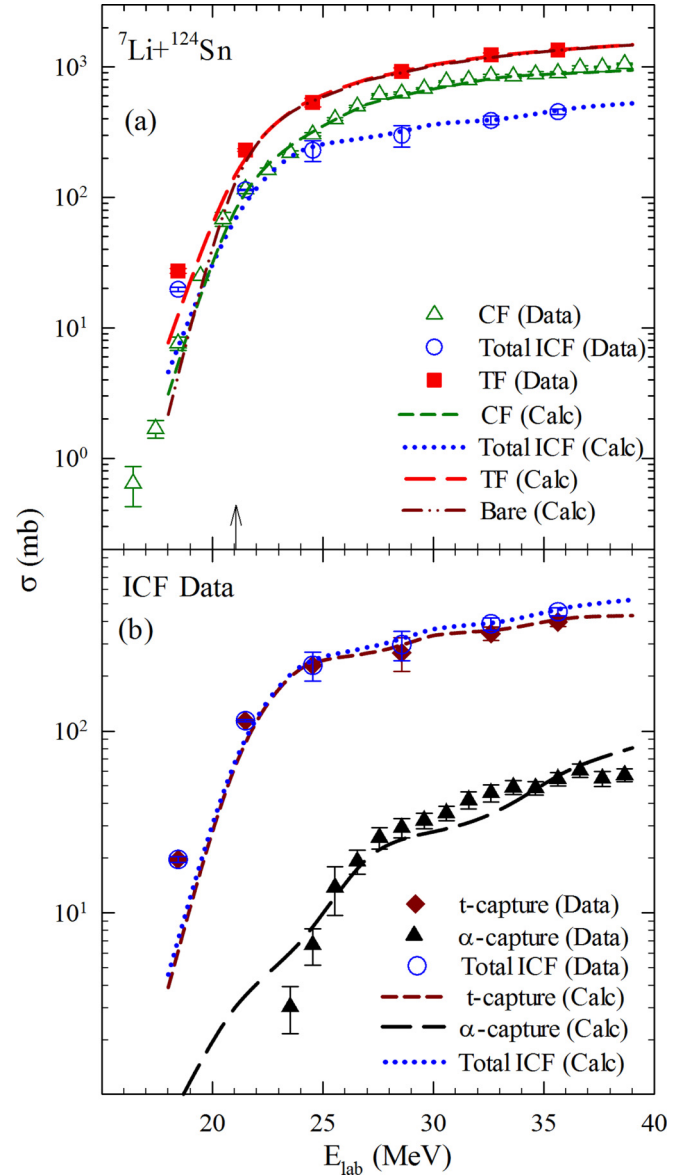 ⁷Li+¹²⁴Sn
(a)
10³
10²
10¹
10⁰
CF (Data)
Total ICF (Data)
TF (Data)
CF (Calc)
Total ICF (Calc)
TF (Calc)
Bare (Calc)
σ (mb)
ICF Data
(b)
10²
10¹
t-capture (Data)
α-capture (Data)
Total ICF (Data)
t-capture (Calc)
α-capture (Calc)
Total ICF (Calc)
20 25 30 35 40
E_lab (MeV)